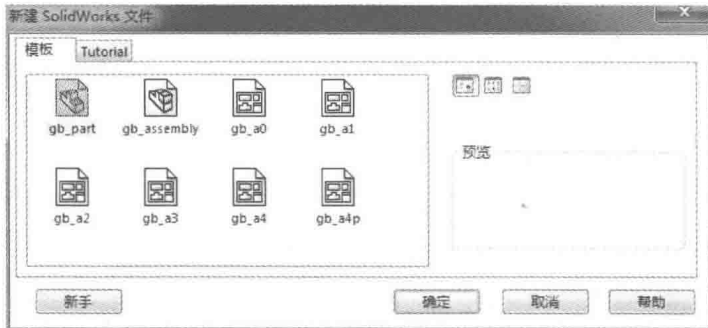 新建 SolidWorks 文件
模板 Tutorial
gb_part gb_assembly gb_a0 gb_a1
预览
gb_a2 gb_a3 gb_a4 gb_a4p
新手 确定 取消 帮助